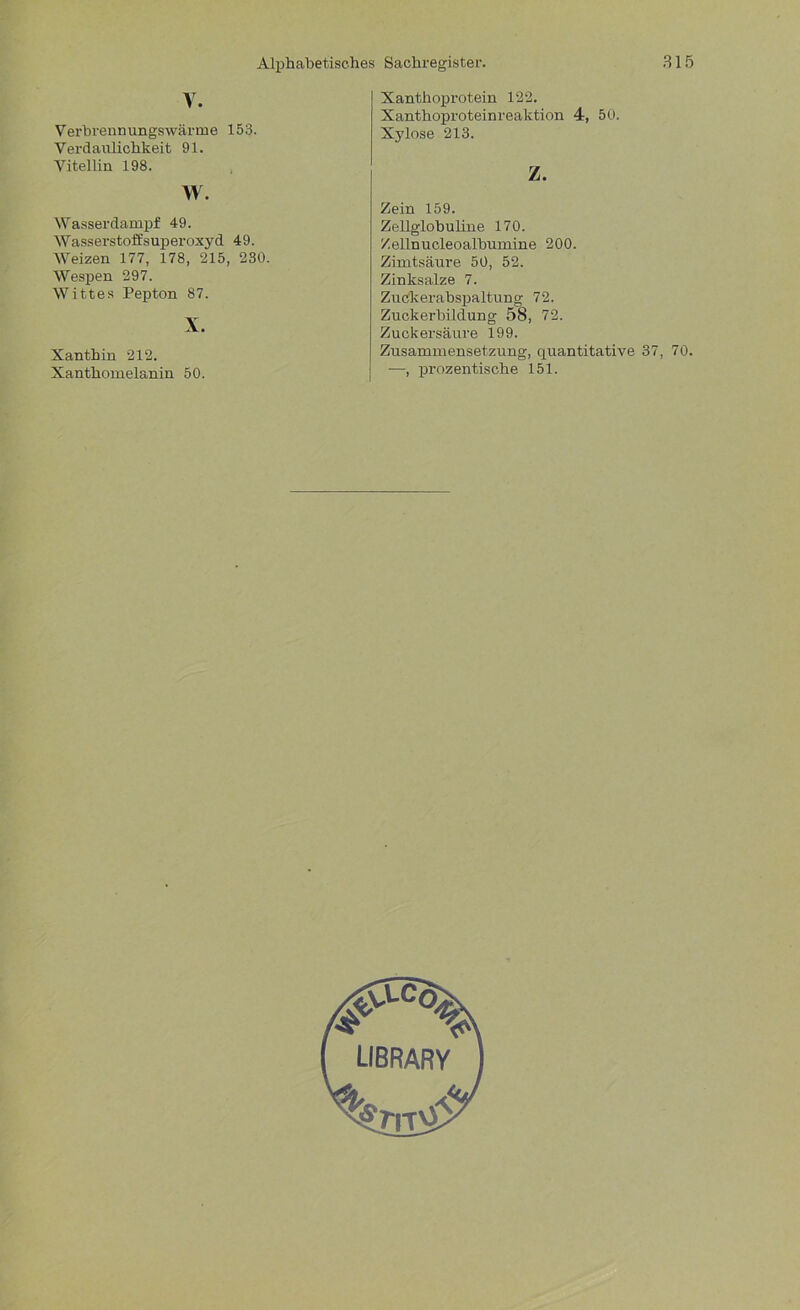 Alphabetisches Sachregister. 315
V.
Verbrennungswärme 153.
Verdaulichkeit 91.
Vitellin 198.
W.
Wasserdampf 49.
Wasserstoffsuperoxyd 49.
Weizen 177, 178, 215, 230.
Wespen 297.
Wittes Pepton 87.
X.
Xanthin 212.
Xanthomelanin 50.
Xanthoprotein 122.
Xanthoproteinreaktion 4, 50.
Xylose 213.
Z.
Zein 159.
Zellglobuline 170.
Zellnucleoalbumine 200.
Zimtsäure 50, 52.
Zinksalze 7.
Zuckerabspaltung 72.
Zuckerbildung 58, 72.
Zuckersäure 199.
Zusammensetzung, quantitative 37, 70.
—, prozentische 151.
WELLCOME
LIBRARY
INSTITUTE